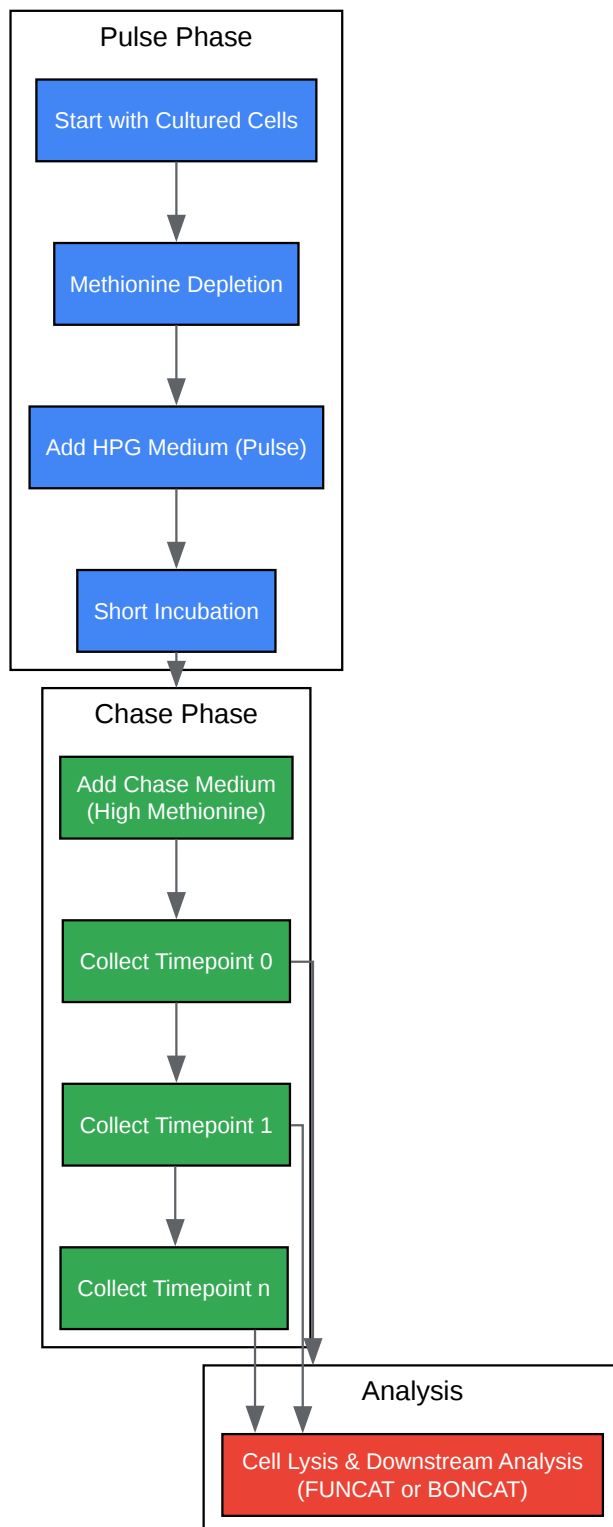 Pulse Phase
Start with Cultured Cells
Methionine Depletion
Add HPG Medium (Pulse)
Short Incubation
Chase Phase
Add Chase Medium
(High Methionine)
Collect Timepoint 0
Collect Timepoint 1
Collect Timepoint n
Analysis
Cell Lysis & Downstream Analysis
(FUNCAT or BONCAT)